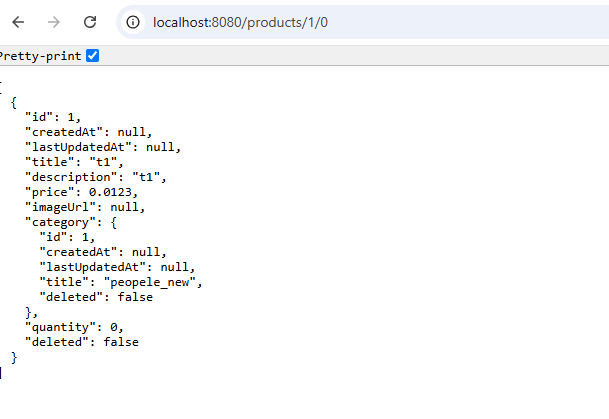 localhost:8080/products/1/0
Pretty-print
[
  {
    "id": 1,
    "createdAt": null,
    "lastUpdatedAt": null,
    "title": "t1",
    "description": "t1",
    "price": 0.0123,
    "imageUrl": null,
    "category": {
      "id": 1,
      "createdAt": null,
      "lastUpdatedAt": null,
      "title": "peopele_new",
      "deleted": false
    },
    "quantity": 0,
    "deleted": false
  }
]